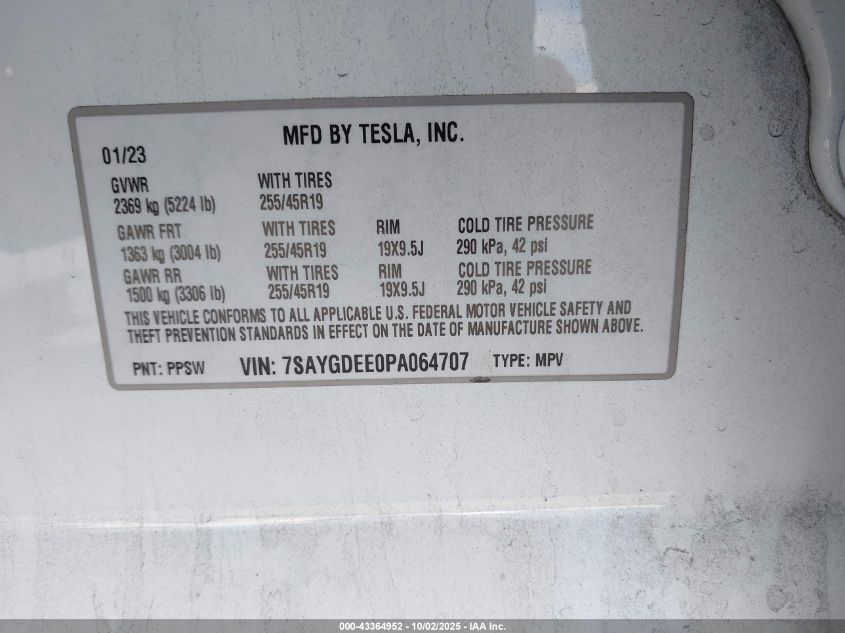 MFD BY TESLA, INC.
01/23
GVWR WITH TIRES
2369 kg (5224 lb) 255/45R19
GAWR FRT WITH TIRES RIM COLD TIRE PRESSURE
1363 kg (3004 lb) 255/45R19 19X9.5J 290 kPa, 42 psi
GAWR RR WITH TIRES RIM COLD TIRE PRESSURE
1500 kg (3306 lb) 255/45R19 19X9.5J 290 kPa, 42 psi
THIS VEHICLE CONFORMS TO ALL APPLICABLE U.S. FEDERAL MOTOR VEHICLE SAFETY AND
THEFT PREVENTION STANDARDS IN EFFECT ON THE DATE OF MANUFACTURE SHOWN ABOVE.
PNT: PPSW VIN: 7SAYGDEE0PA064707 TYPE: MPV
000-43364952 - 10/02/2025 - IAA Inc.